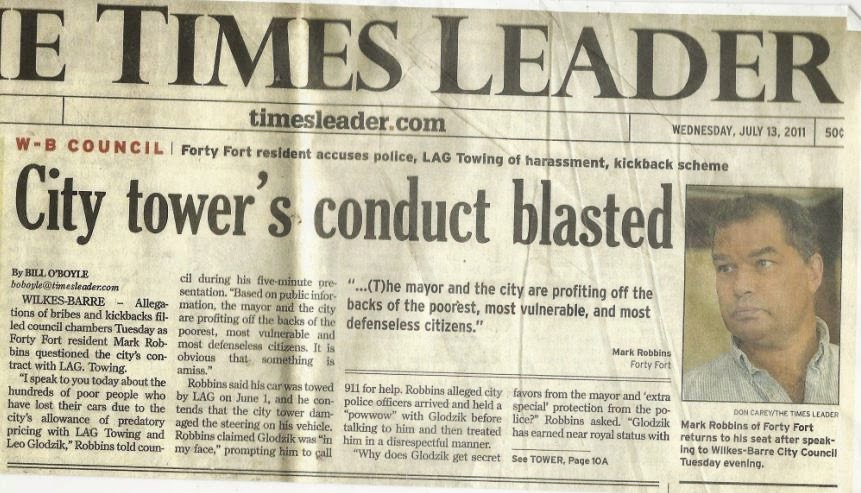 E TIMES LEADER
timesleader.com
WEDNESDAY, JULY 13, 2011 50¢
W-B COUNCIL | Forty Fort resident accuses police, LAG Towing of harassment, kickback scheme
City tower's conduct blasted
By BILL O'BOYLE
boboyle@timesleader.com
WILKES-BARRE – Allega-
tions of bribes and kickbacks fil-
led council chambers Tuesday as
Forty Fort resident Mark Rob-
bins questioned the city's con-
tract with LAG. Towing.
"I speak to you today about the
hundreds of poor people who
have lost their cars due to the
city's allowance of predatory
pricing with LAG Towing and
Leo Glodzik," Robbins told coun-
cil during his five-minute pre-
sentation. "Based on public infor-
mation, the mayor and the city
are profiting off the backs of the
poorest, most vulnerable and
most defenseless citizens. It is
obvious that something is
amiss."
Robbins said his car was towed
by LAG on June 1, and he con-
tends that the city tower dam-
aged the steering on his vehicle.
Robbins claimed Glodzik was "in
my face," prompting him to call
"...(T)he mayor and the city are profiting off the
backs of the poorest, most vulnerable, and most
defenseless citizens."
Mark Robbins
Forty Fort
911 for help. Robbins alleged city
police officers arrived and held a
"powwow" with Glodzik before
talking to him and then treated
him in a disrespectful manner.
"Why does Glodzik get secret
favors from the mayor and 'extra
special' protection from the po-
lice?" Robbins asked. "Glodzik
has earned near royal status with
See TOWER, Page 10A
DON CAREY/THE TIMES LEADER
Mark Robbins of Forty Fort
returns to his seat after speak-
ing to Wilkes-Barre City Council
Tuesday evening.